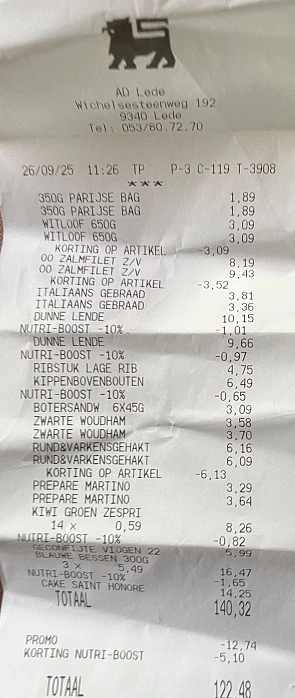 AD Lede
Wichelsesteenweg 192
9340 Lede
Tel: 053/80.72.70
26/09/25 11:26 TP P-3 C-119 T-3908
***
350G PARIJSE BAG 1,89
350G PARIJSE BAG 1,89
WITLOOF 650G 3,09
WITLOOF 650G 3,09
KORTING OP ARTIKEL -3,09
OO ZALMFILET Z/V 8,19
OO ZALMFILET Z/V 9,43
KORTING OP ARTIKEL -3,52
ITALIAANS GEBRAAD 3,81
ITALIAANS GEBRAAD 3,36
DUNNE LENDE 10,15
NUTRI-BOOST -10% -1,01
DUNNE LENDE 9,66
NUTRI-BOOST -10% -0,97
RIBSTUK LAGE RIB 4,75
KIPPENBOVENBOUTEN 6,49
NUTRI-BOOST -10% -0,65
BOTERSANDW 6X45G 3,09
ZWARTE WOUDHAM 3,58
ZWARTE WOUDHAM 3,70
RUND&VARKENSGEHAKT 6,16
RUND&VARKENSGEHAKT 6,09
KORTING OP ARTIKEL -6,13
PREPARE MARTINO 3,29
PREPARE MARTINO 3,64
KIWI GROEN ZESPRI
14 x 0,59 8,26
NUTRI-BOOST -10% -0,82
GECONFIJTE VIJGEN 22 5,99
BLAUWE BESSEN 300G
3 x 5,49 16,47
NUTRI-BOOST -10% -1,65
CAKE SAINT HONORE 14,25
TOTAAL 140,32
PROMO -12,74
KORTING NUTRI-BOOST -5,10
TOTAAL 122,48